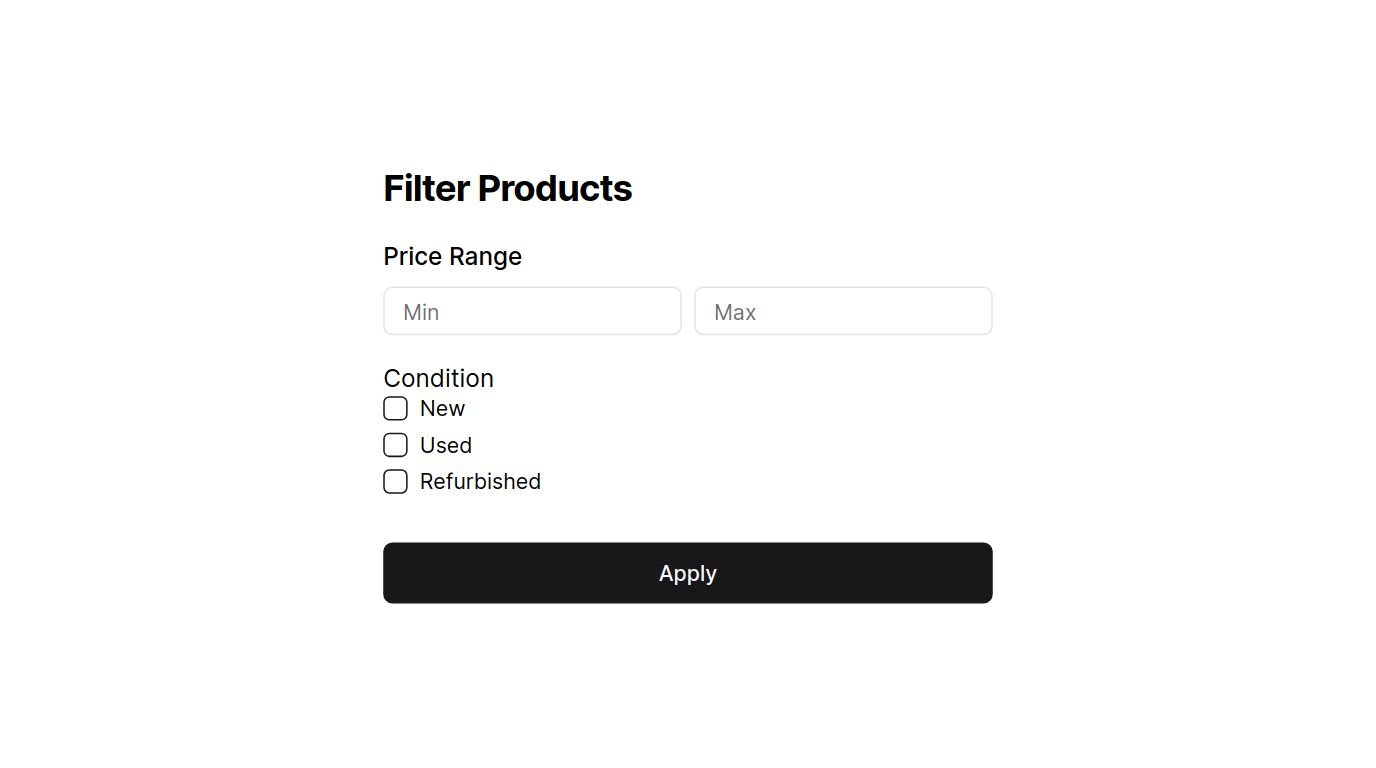 Filter Products
Price Range
Min Max
Condition
New
Used
Refurbished
Apply